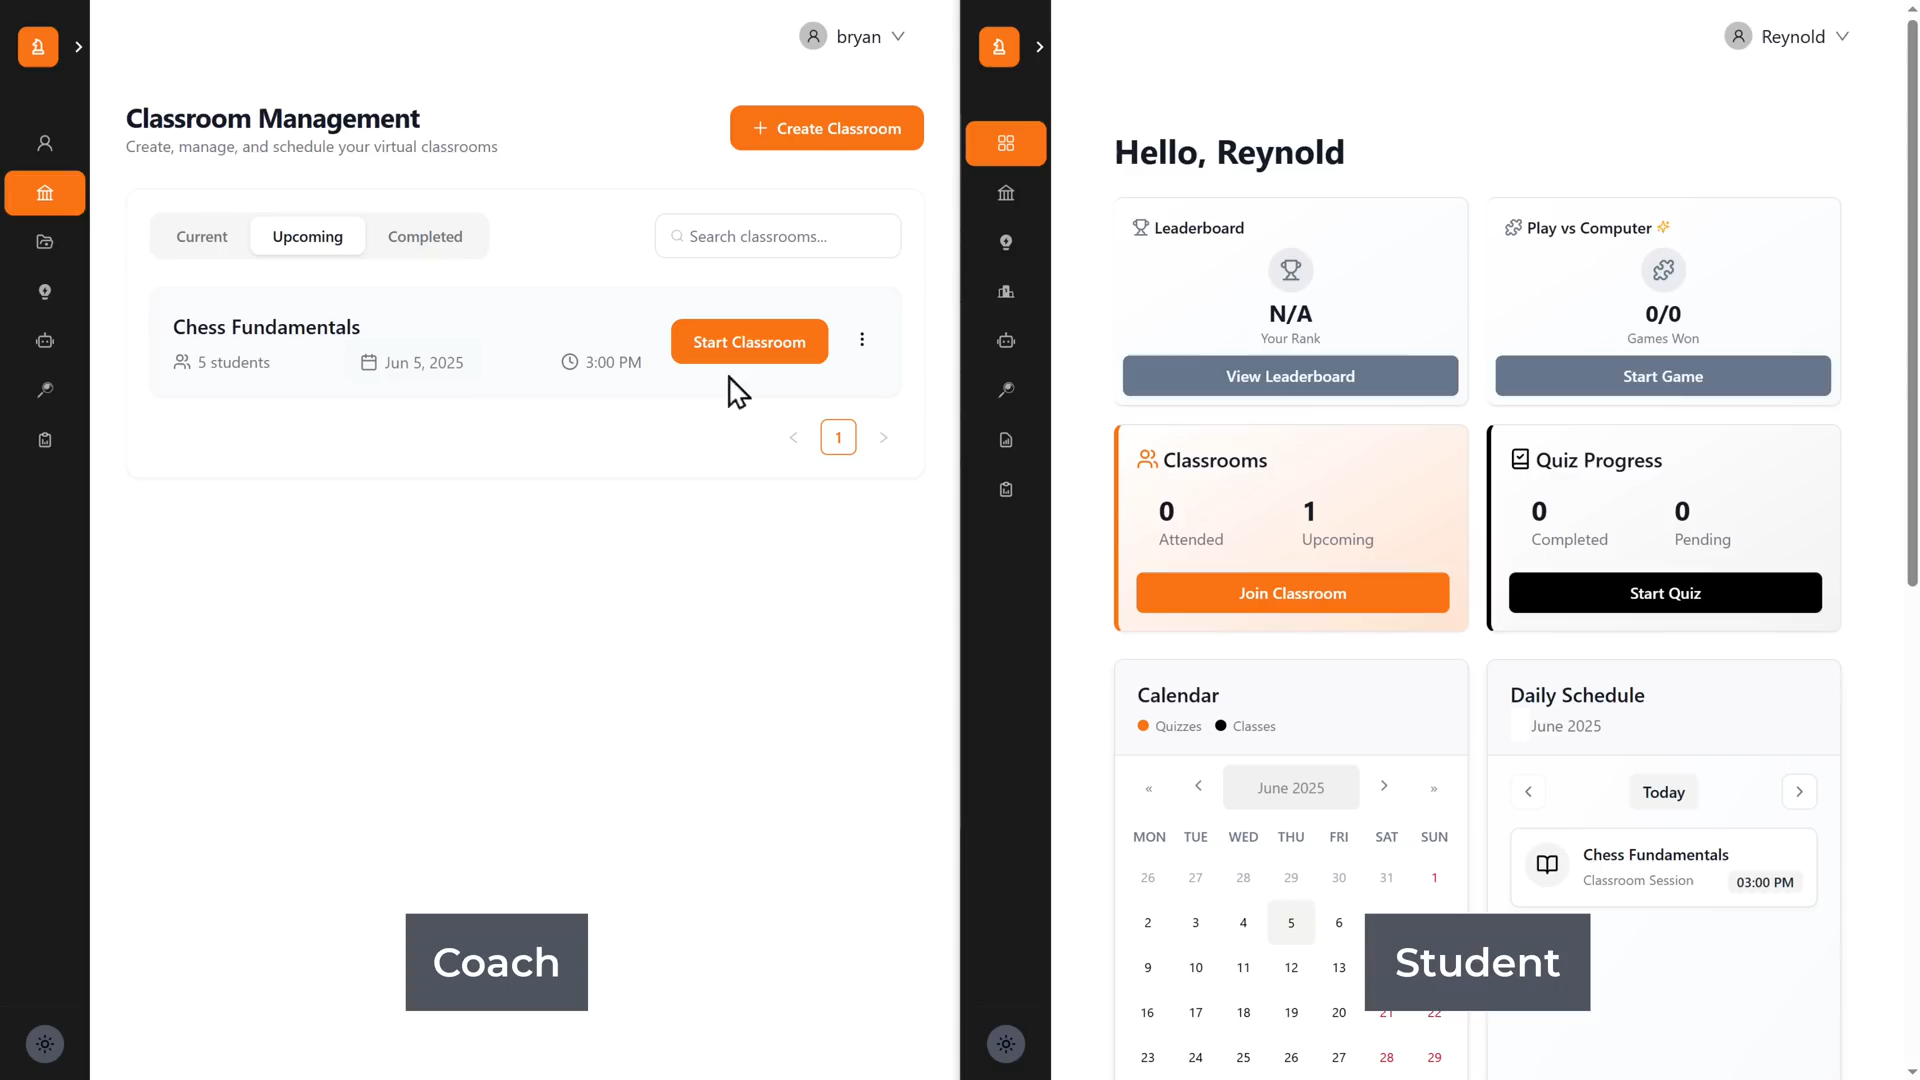 bryan
Classroom Management
Create, manage, and schedule your virtual classrooms
+ Create Classroom
Current
Upcoming
Completed
Search classrooms...
Chess Fundamentals
5 students
Jun 5, 2025
3:00 PM
Start Classroom
1
Coach
Reynold
Hello, Reynold
Leaderboard
N/A
Your Rank
View Leaderboard
Play vs Computer
0/0
Games Won
Start Game
Classrooms
0
Attended
1
Upcoming
Join Classroom
Quiz Progress
0
Completed
0
Pending
Start Quiz
Calendar
Quizzes Classes
« June 2025 »
MON TUE WED THU FRI SAT SUN
26 27 28 29 30 31 1
2 3 4 5 6
9 10 11 12 13
16 17 18 19 20 21 22
23 24 25 26 27 28 29
Daily Schedule
June 2025
Today
Chess Fundamentals
Classroom Session
03:00 PM
Student